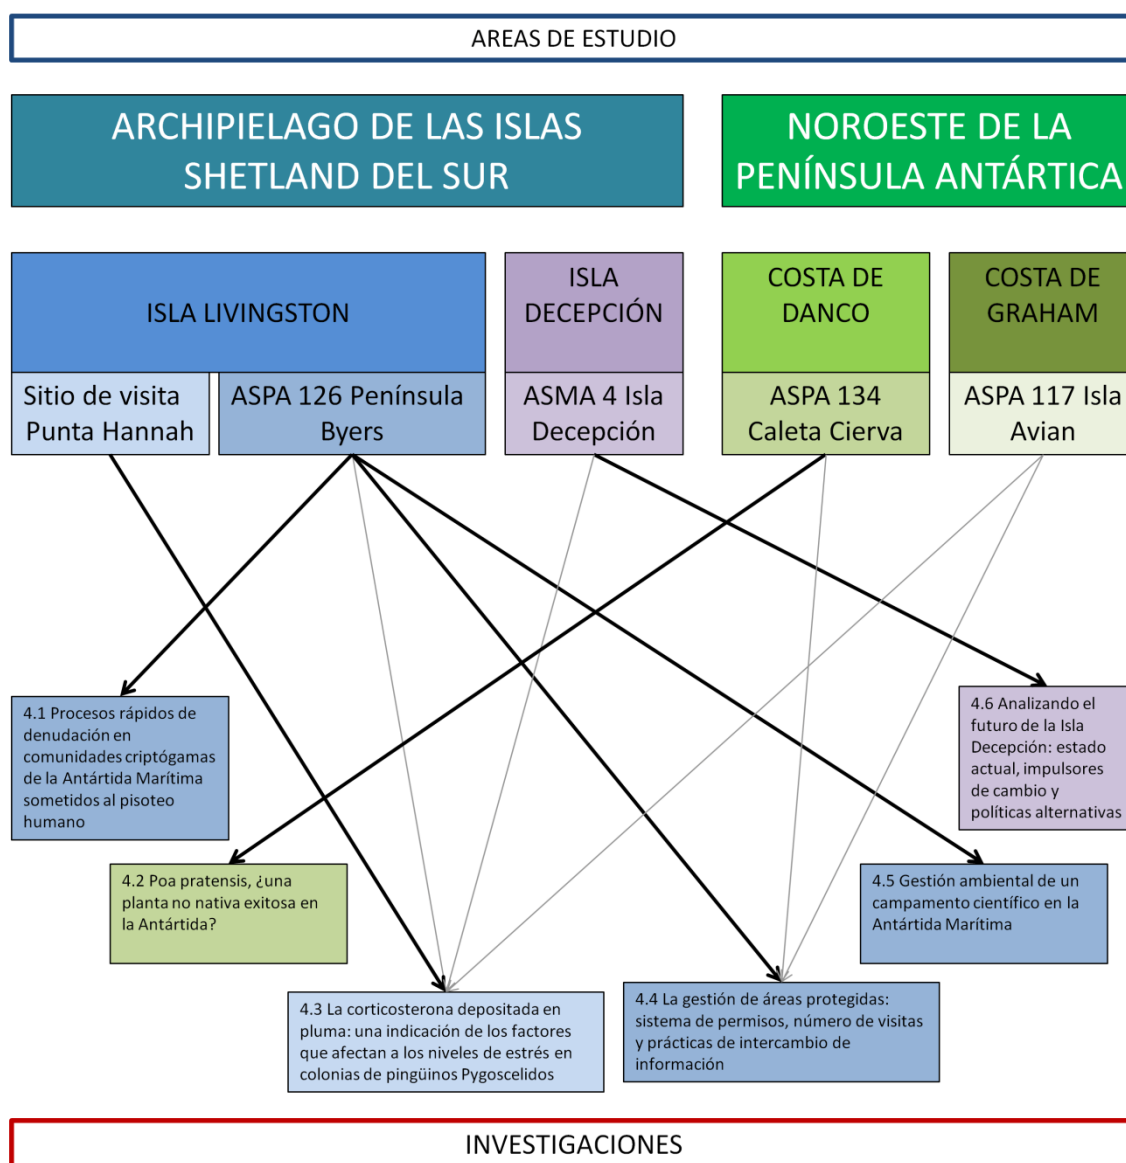 AREAS DE ESTUDIO
ARCHIPIELAGO DE LAS ISLAS
SHETLAND DEL SUR
NOROESTE DE LA
PENÍNSULA ANTÁRTICA
ISLA LIVINGSTON
ISLA
DECEPCIÓN
COSTA DE
DANCO
COSTA DE
GRAHAM
Sitio de visita
Punta Hannah
ASPA 126 Península
Byers
ASMA 4 Isla
Decepción
ASPA 134
Caleta Cierva
ASPA 117 Isla
Avian
4.1 Procesos rápidos de
denudación en
comunidades criptógamas
de la Antártida Marítima
sometidos al pisoteo
humano
4.6 Analizando el
futuro de la Isla
Decepción: estado
actual, impulsores
de cambio y
políticas alternativas
4.2 Poa pratensis, ¿una
planta no nativa exitosa en
la Antártida?
4.5 Gestión ambiental de un
campamento científico en la
Antártida Marítima
4.3 La corticosterona depositada en
pluma: una indicación de los factores
que afectan a los niveles de estrés en
colonias de pingüinos Pygoscelidos
4.4 La gestión de áreas protegidas:
sistema de permisos, número de visitas
y prácticas de intercambio de
información
INVESTIGACIONES